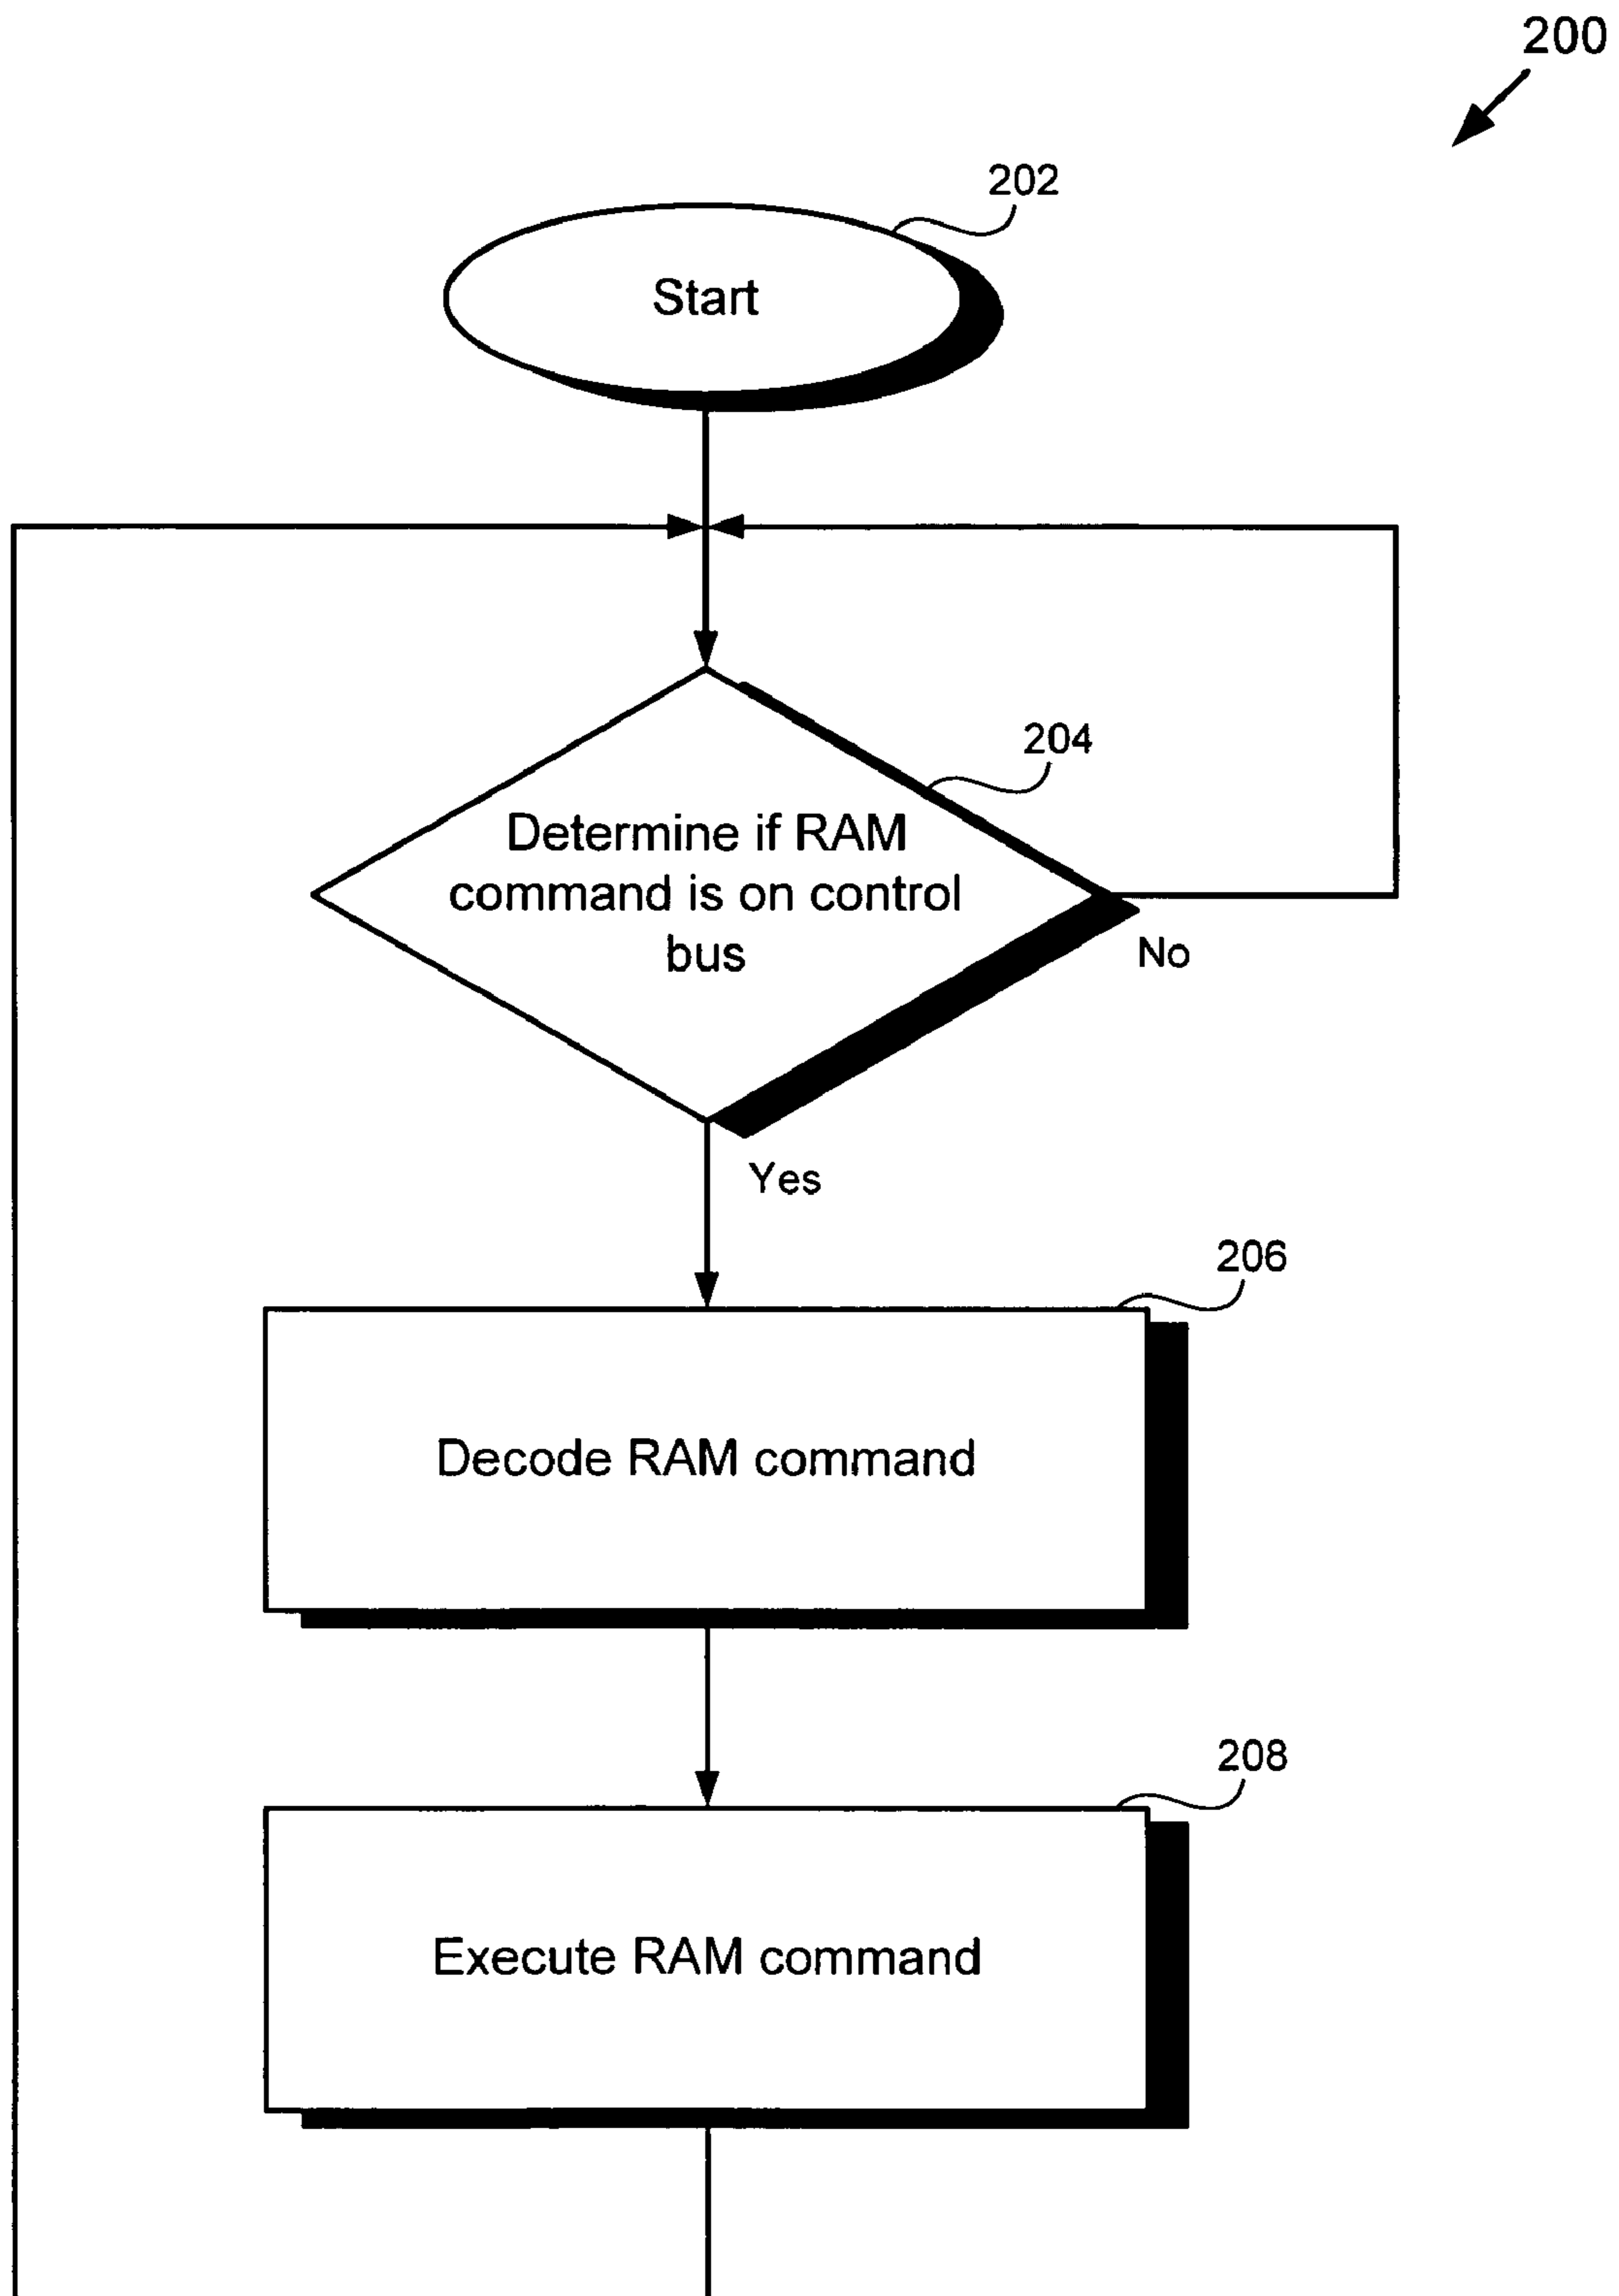 200
202
Start
204
Determine if RAM
command is on control
bus
No
Yes
206
Decode RAM command
208
Execute RAM command